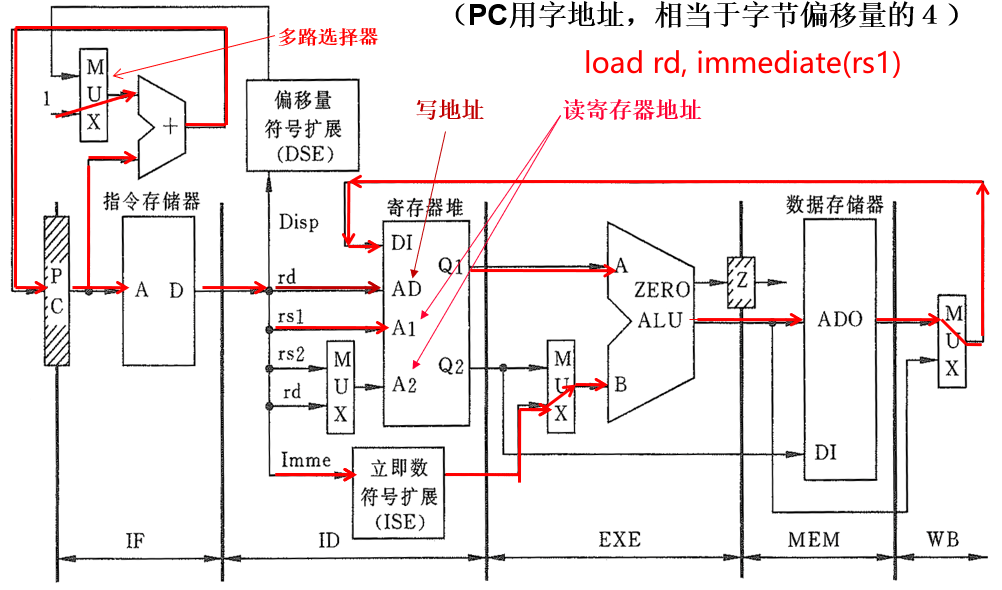 （PC用字地址，相当于字节偏移量的４）
多路选择器
load rd, immediate(rs1)
M
U
X
1
+
偏移量
符号扩展
(DSE)
写地址
读寄存器地址
指令存储器
寄存器堆
数据存储器
Disp
P
C
A
D
rd
rs1
rs2
rd
M
U
X
DI
AD
A1
A2
Q1
Q2
M
U
X
A
B
ZERO
ALU
Z
ADO
DI
M
U
X
Imme
立即数
符号扩展
(ISE)
IF
ID
EXE
MEM
WB